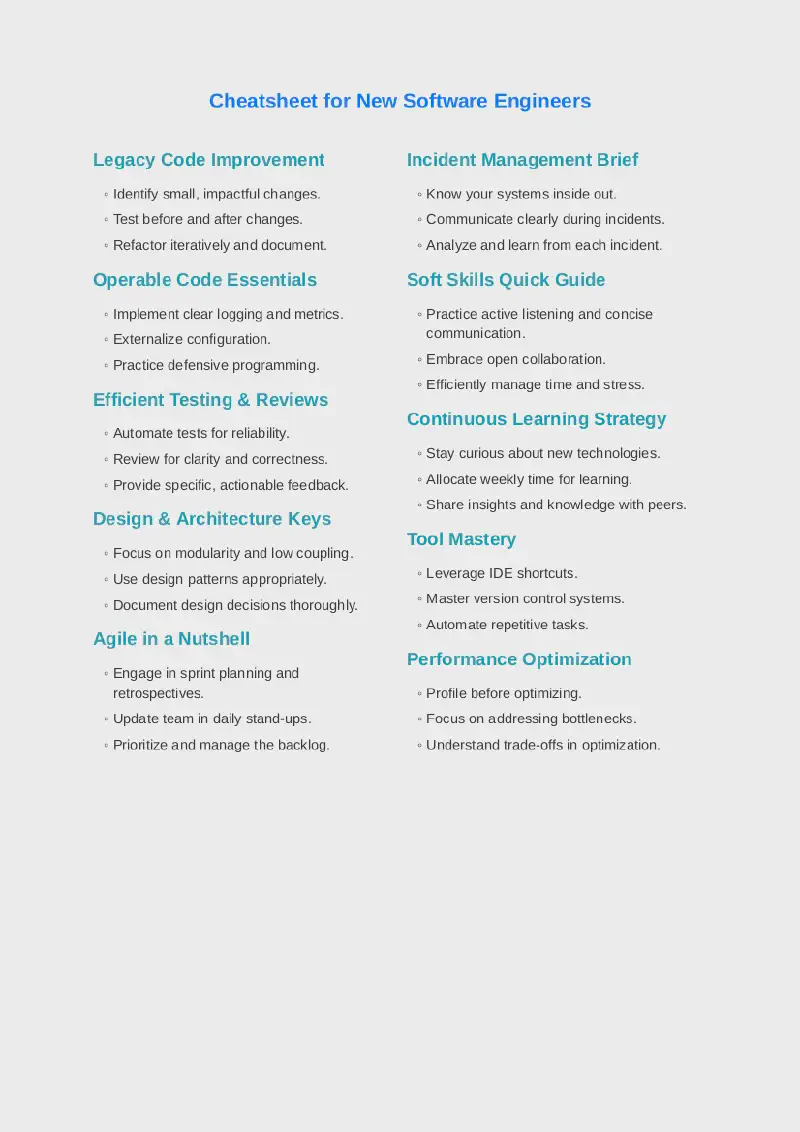 Cheatsheet for New Software Engineers
Legacy Code Improvement
◦ Identify small, impactful changes.
◦ Test before and after changes.
◦ Refactor iteratively and document.
Operable Code Essentials
◦ Implement clear logging and metrics.
◦ Externalize configuration.
◦ Practice defensive programming.
Efficient Testing & Reviews
◦ Automate tests for reliability.
◦ Review for clarity and correctness.
◦ Provide specific, actionable feedback.
Design & Architecture Keys
◦ Focus on modularity and low coupling.
◦ Use design patterns appropriately.
◦ Document design decisions thoroughly.
Agile in a Nutshell
◦ Engage in sprint planning and
retrospectives.
◦ Update team in daily stand-ups.
◦ Prioritize and manage the backlog.
Incident Management Brief
◦ Know your systems inside out.
◦ Communicate clearly during incidents.
◦ Analyze and learn from each incident.
Soft Skills Quick Guide
◦ Practice active listening and concise
communication.
◦ Embrace open collaboration.
◦ Efficiently manage time and stress.
Continuous Learning Strategy
◦ Stay curious about new technologies.
◦ Allocate weekly time for learning.
◦ Share insights and knowledge with peers.
Tool Mastery
◦ Leverage IDE shortcuts.
◦ Master version control systems.
◦ Automate repetitive tasks.
Performance Optimization
◦ Profile before optimizing.
◦ Focus on addressing bottlenecks.
◦ Understand trade-offs in optimization.